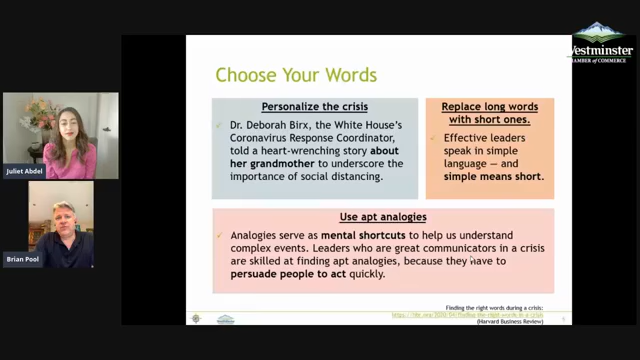 Westminster
CHAMBER of COMMERCE
Choose Your Words
Personalize the crisis
Dr. Deborah Birx, the White House's
Coronavirus Response Coordinator,
told a heart-wrenching story about
her grandmother to underscore the
importance of social distancing.
Replace long words
with short ones.
Effective leaders
speak in simple
language — and
simple means short.
Use apt analogies
Analogies serve as mental shortcuts to help us understand
complex events. Leaders who are great communicators in a crisis
are skilled at finding apt analogies, because they have to
persuade people to act quickly.
Juliet Abdel
Brian Pool
Finding the right words during a crisis:
(Harvard Business Review)